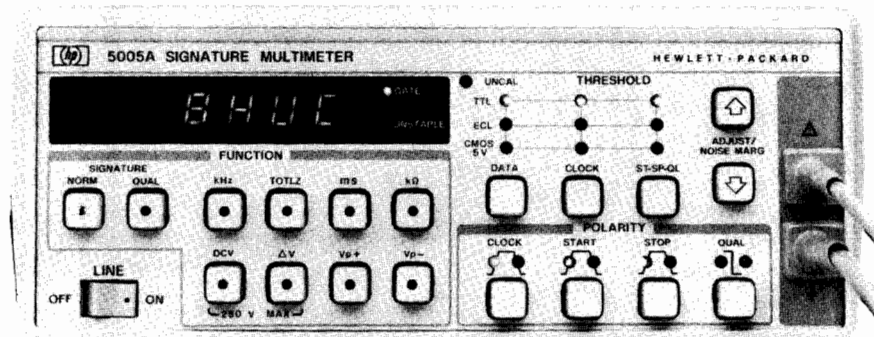 hp 5005A SIGNATURE MULTIMETER HEWLETT · PACKARD
8HUC
GATE
UNSTABLE
UNCAL THRESHOLD
TTL
ECL
CMOS
5 V
ADJUST/
NOISE MARG
DATA CLOCK ST-SP-QL
FUNCTION
SIGNATURE
NORM QUAL kHz TOTLZ mS kΩ
DCV ΔV Vp+ Vp−
250 V MAX
LINE
OFF ON
POLARITY
CLOCK START STOP QUAL